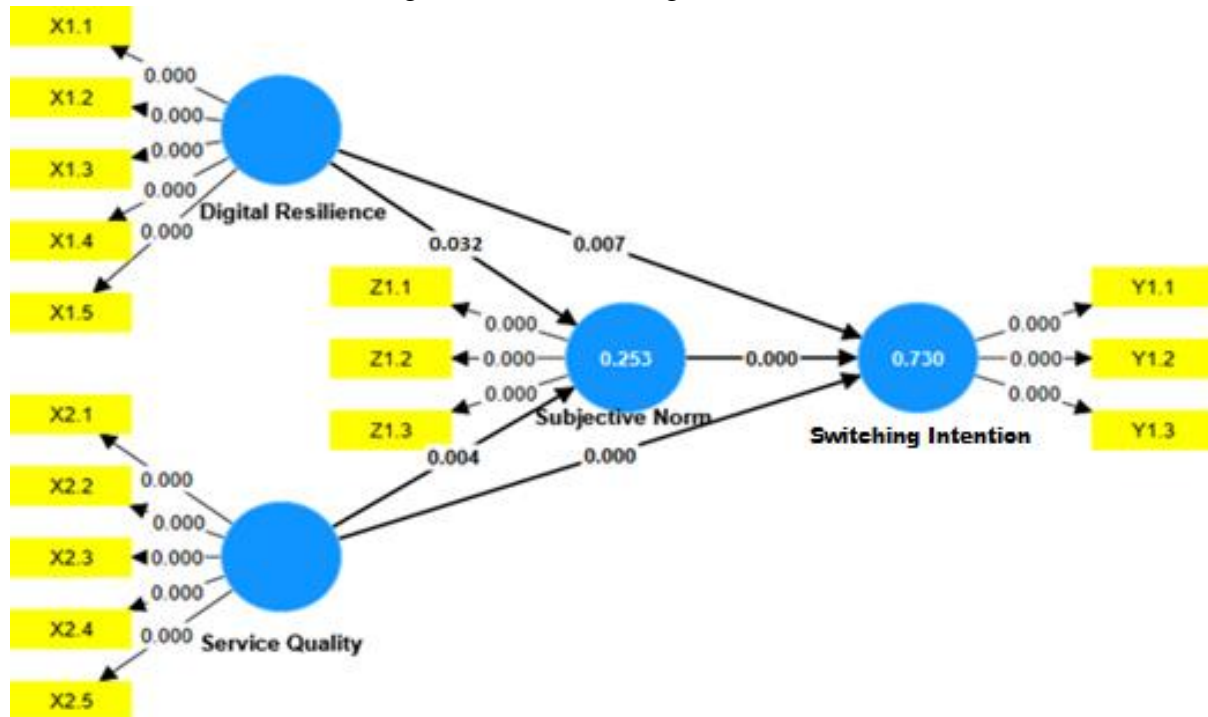 X1.1
0.000
X1.2
0.000
0.000
X1.3
0.000
X1.4
0.000
X1.5
Digital Resilience
0.032
0.007
Z1.1
0.000
Z1.2
0.000
0.000
Z1.3
0.253
Subjective Norm
0.000
0.730
Switching Intention
0.000
Y1.1
0.000
Y1.2
0.000
Y1.3
X2.1
0.004
0.000
X2.2
0.000
0.000
X2.3
0.000
0.000
X2.4
0.000
X2.5
Service Quality